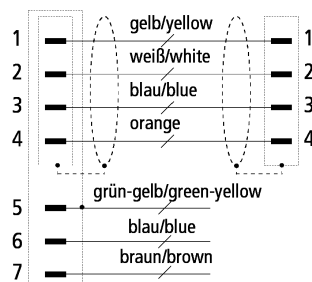 gelb/yellow
1 1
weiß/white
2 2
blau/blue
3 3
orange
4 4
grün-gelb/green-yellow
5
blau/blue
6
braun/brown
7